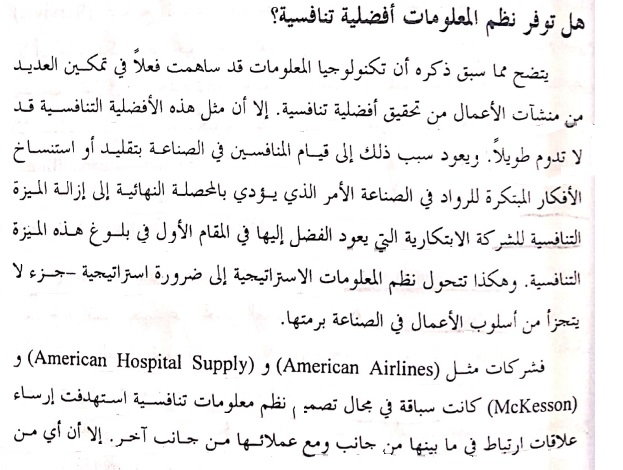 هل توفر نظم المعلومات أفضلية تنافسية؟
يتضح مما سبق ذكره أن تكنولوجيا المعلومات قد ساهمت فعلاً في تمكين العديد
من منشآت الأعمال من تحقيق أفضلية تنافسية. إلا أن مثل هذه الأفضلية التنافسية قد
لا تدوم طويلاً. ويعود سبب ذلك إلى قيام المنافسين في الصناعة بتقليد أو استنساخ
الأفكار المبتكرة للرواد في الصناعة الأمر الذي يؤدي بالمحصلة النهائية إلى إزالة الميزة
التنافسية للشركة الابتكارية التي يعود الفضل إليها في المقام الأول في بلوغ هذه الميزة
التنافسية. وهكذا تتحول نظم المعلومات الاستراتيجية إلى ضرورة استراتيجية -جزء لا
يتجزأ من أسلوب الأعمال في الصناعة برمتها.
فشركات مثل (American Airlines) و (American Hospital Supply) و
(McKesson) كانت سباقة في مجال تصميم نظم معلومات تنافسية استهدفت إرساء
علاقات ارتباط في ما بينها من جانب ومع عملائها من جانب آخر. إلا أن أي من